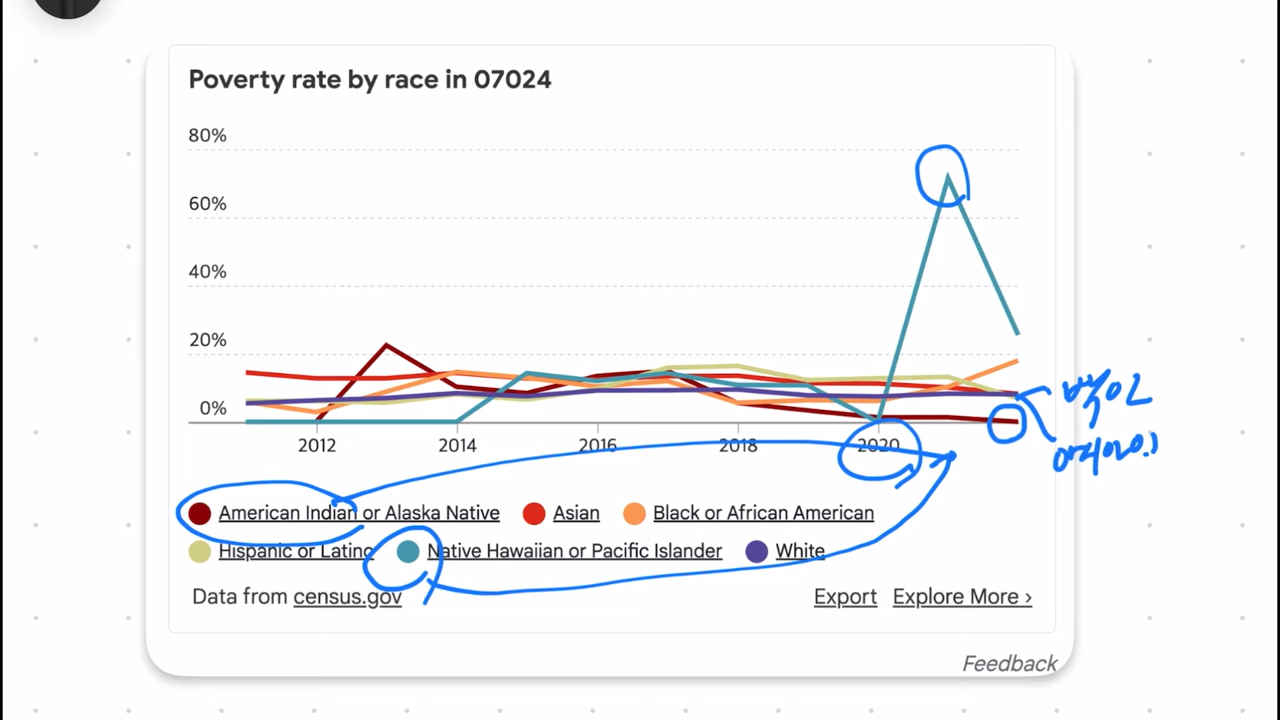 Poverty rate by race in 07024
80%
60%
40%
20%
0%
2012 2014 2016 2018 2020
American Indian or Alaska Native Asian Black or African American
Hispanic or Latino Native Hawaiian or Pacific Islander White
Data from census.gov Export Explore More ›
Feedback